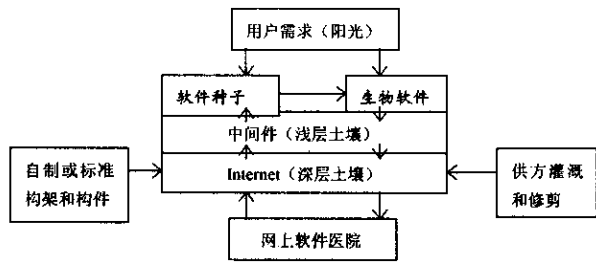 用户需求（阳光）
软件种子
生物软件
中间件（浅层土壤）
自制或标准
构架和构件
Internet（深层土壤）
供方灌溉
和修剪
网上软件医院